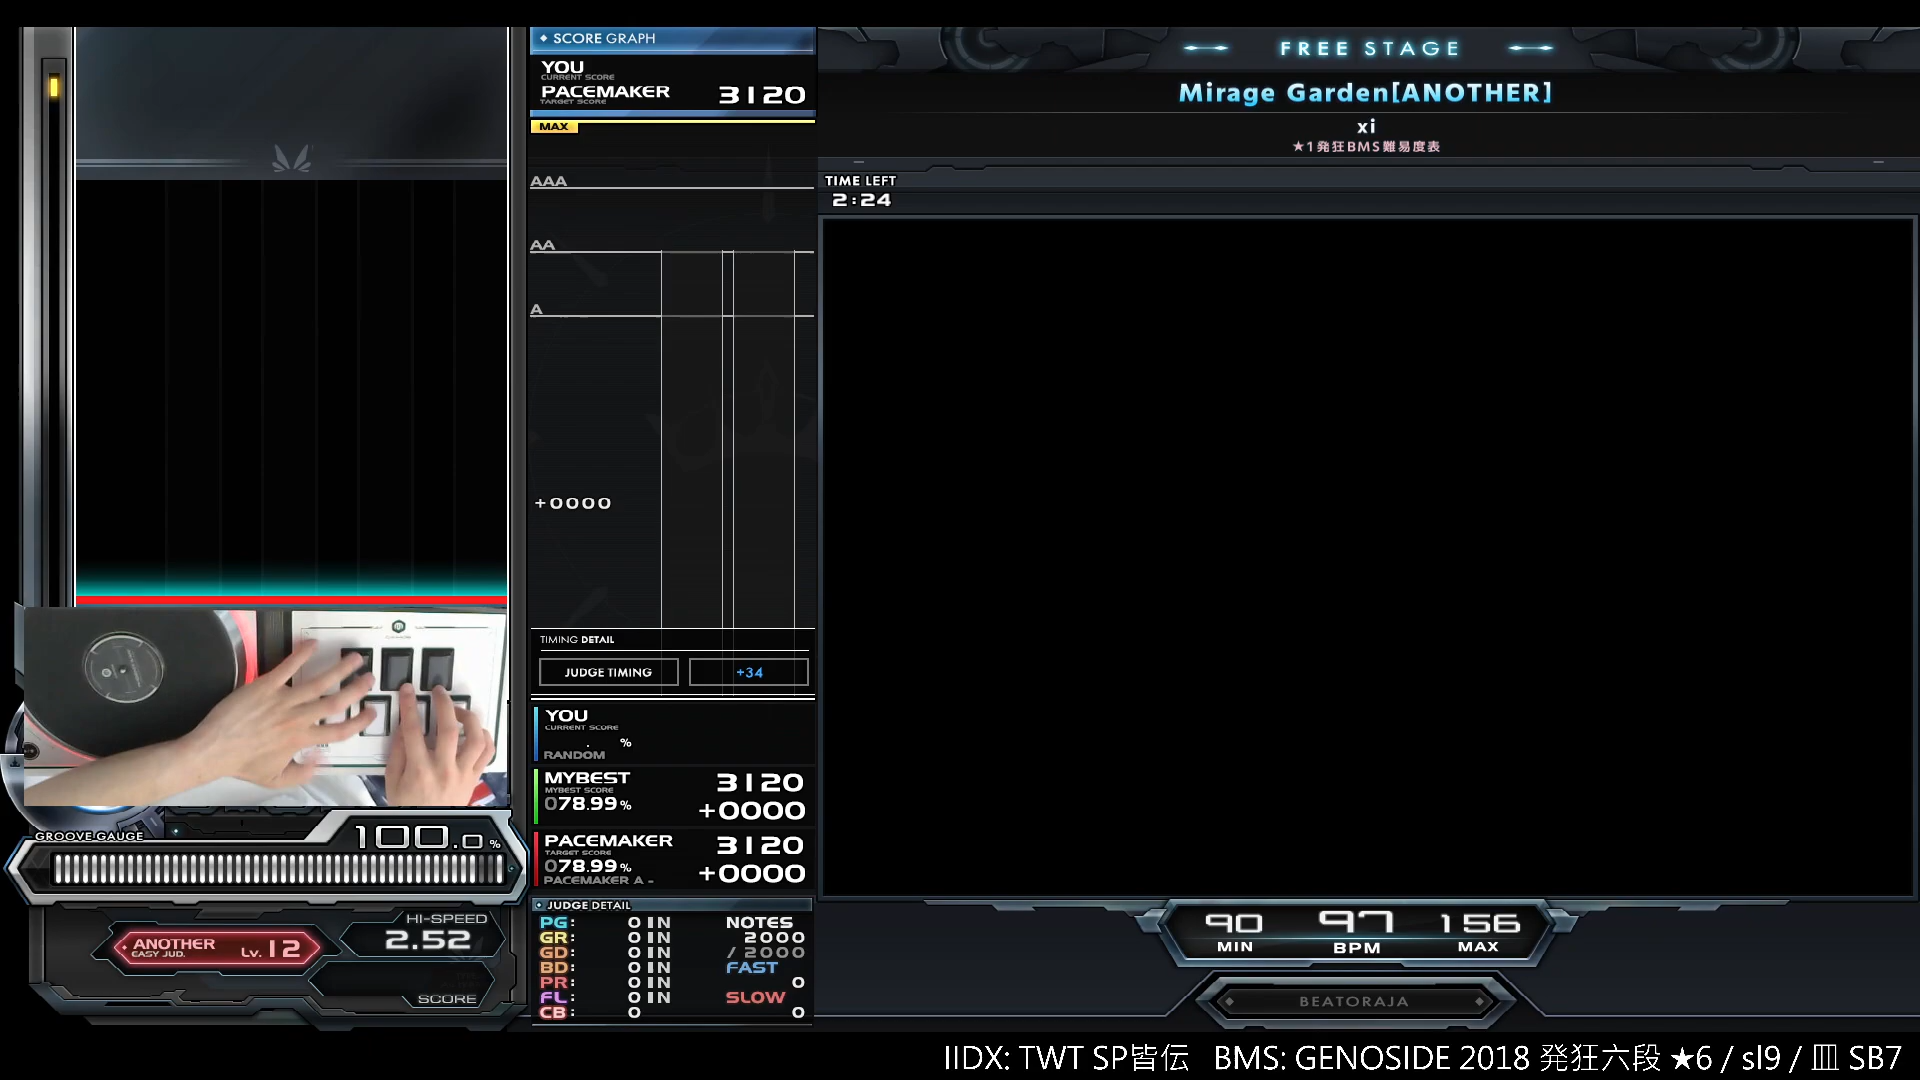 SCORE GRAPH
YOU
CURRENT SCORE
PACEMAKER 3120
TARGET SCORE
MAX
AAA
AA
A
+0000
TIMING DETAIL
JUDGE TIMING +34
YOU
CURRENT SCORE
. %
RANDOM
MYBEST 3120
MYBEST SCORE
078.99% +0000
PACEMAKER 3120
TARGET SCORE
078.99% +0000
PACEMAKER A -
JUDGE DETAIL
PG: 0 IN NOTES
GR: 0 IN 2000
GD: 0 IN /2000
BD: 0 IN FAST
PR: 0 IN 0
FL: 0 IN SLOW
CB: 0 0
GROOVE GAUGE 100.0%
HI-SPEED
2.52
ANOTHER Lv.12
EASY JUD.
SCORE
FREE STAGE
Mirage Garden[ANOTHER]
xi
★1発狂BMS難易度表
TIME LEFT
2:24
90 97 156
MIN BPM MAX
BEATORAJA
IIDX: TWT SP皆伝 BMS: GENOSIDE 2018 発狂六段 ★6 / sl9 / 皿 SB7